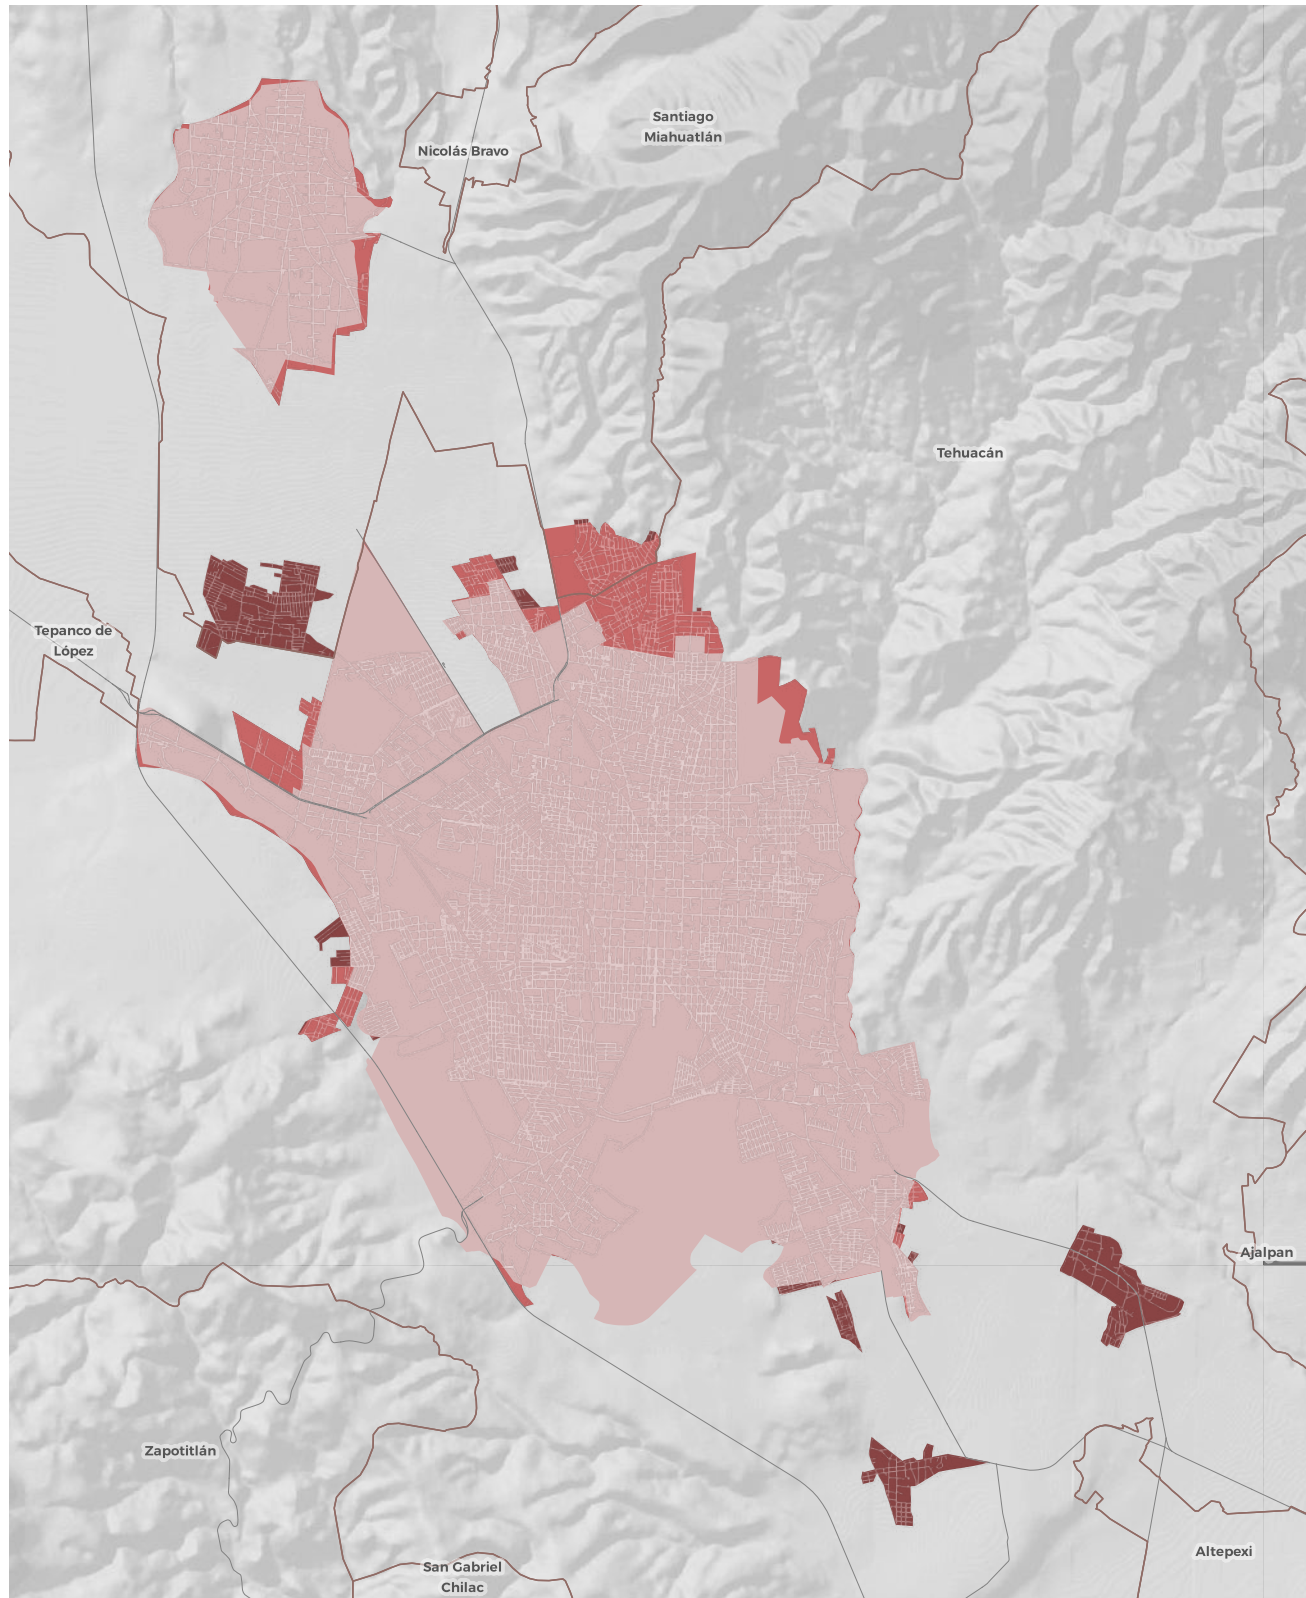 Santiago
Miahuatlán
Nicolás Bravo
Tehuacán
Tepanco de
López
Ajalpan
Zapotitlán
Altepexi
San Gabriel
Chilac